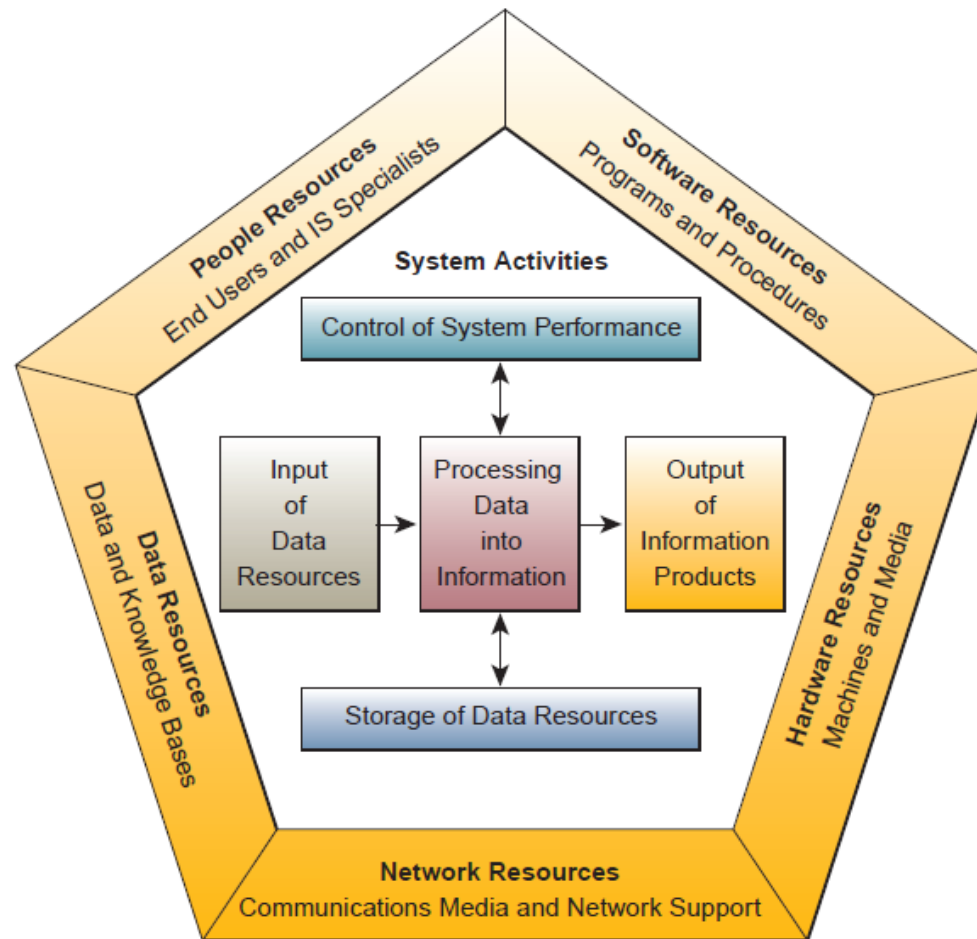 People Resources
End Users and IS Specialists
Software Resources
Programs and Procedures
System Activities
Control of System Performance
Input
of
Data
Resources
Processing
Data
into
Information
Output
of
Information
Products
Storage of Data Resources
Data Resources
Data and Knowledge Bases
Hardware Resources
Machines and Media
Network Resources
Communications Media and Network Support